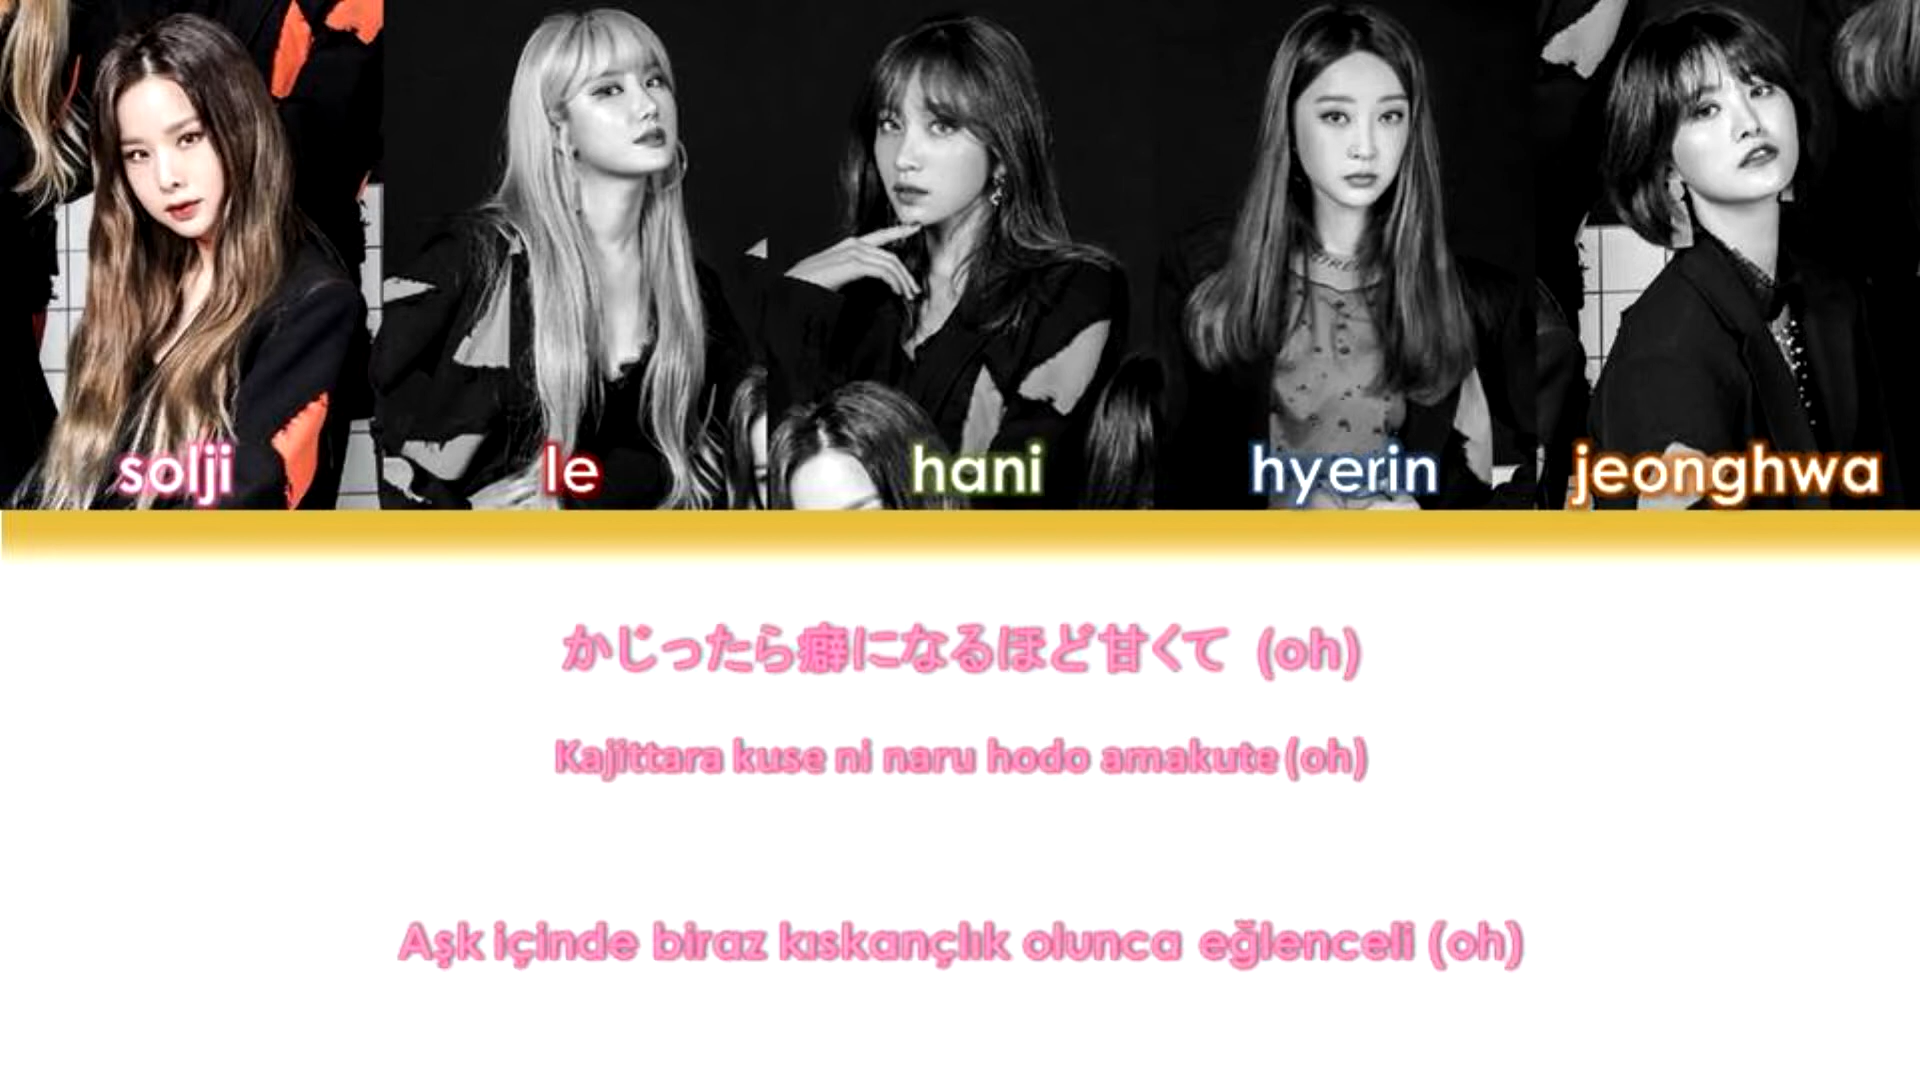 solji le hani hyerin jeonghwa
かじったら癖になるほど甘くて (oh)
Kajittara kuse ni naru hodo amakute (oh)
Aşk içinde biraz kıskançlık olunca eğlenceli (oh)